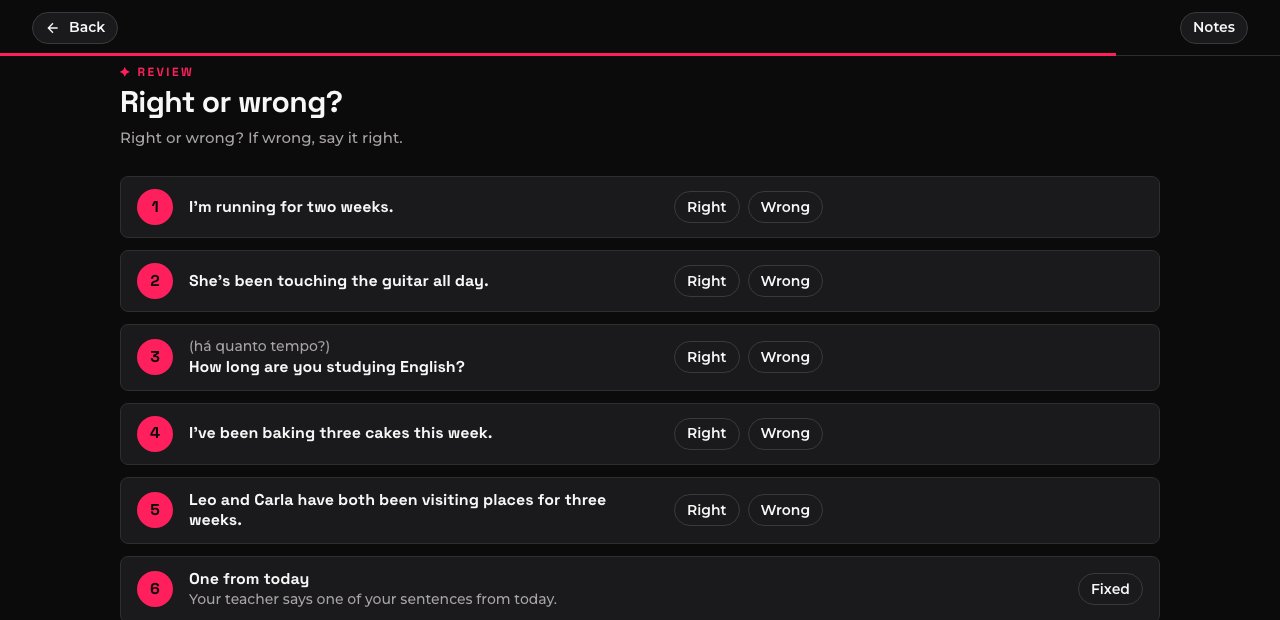 Back
Notes
REVIEW
Right or wrong?
Right or wrong? If wrong, say it right.
1
I’m running for two weeks.
Right
Wrong
2
She’s been touching the guitar all day.
Right
Wrong
3
(há quanto tempo?)
How long are you studying English?
Right
Wrong
4
I’ve been baking three cakes this week.
Right
Wrong
5
Leo and Carla have both been visiting places for three
weeks.
Right
Wrong
6
One from today
Your teacher says one of your sentences from today.
Fixed